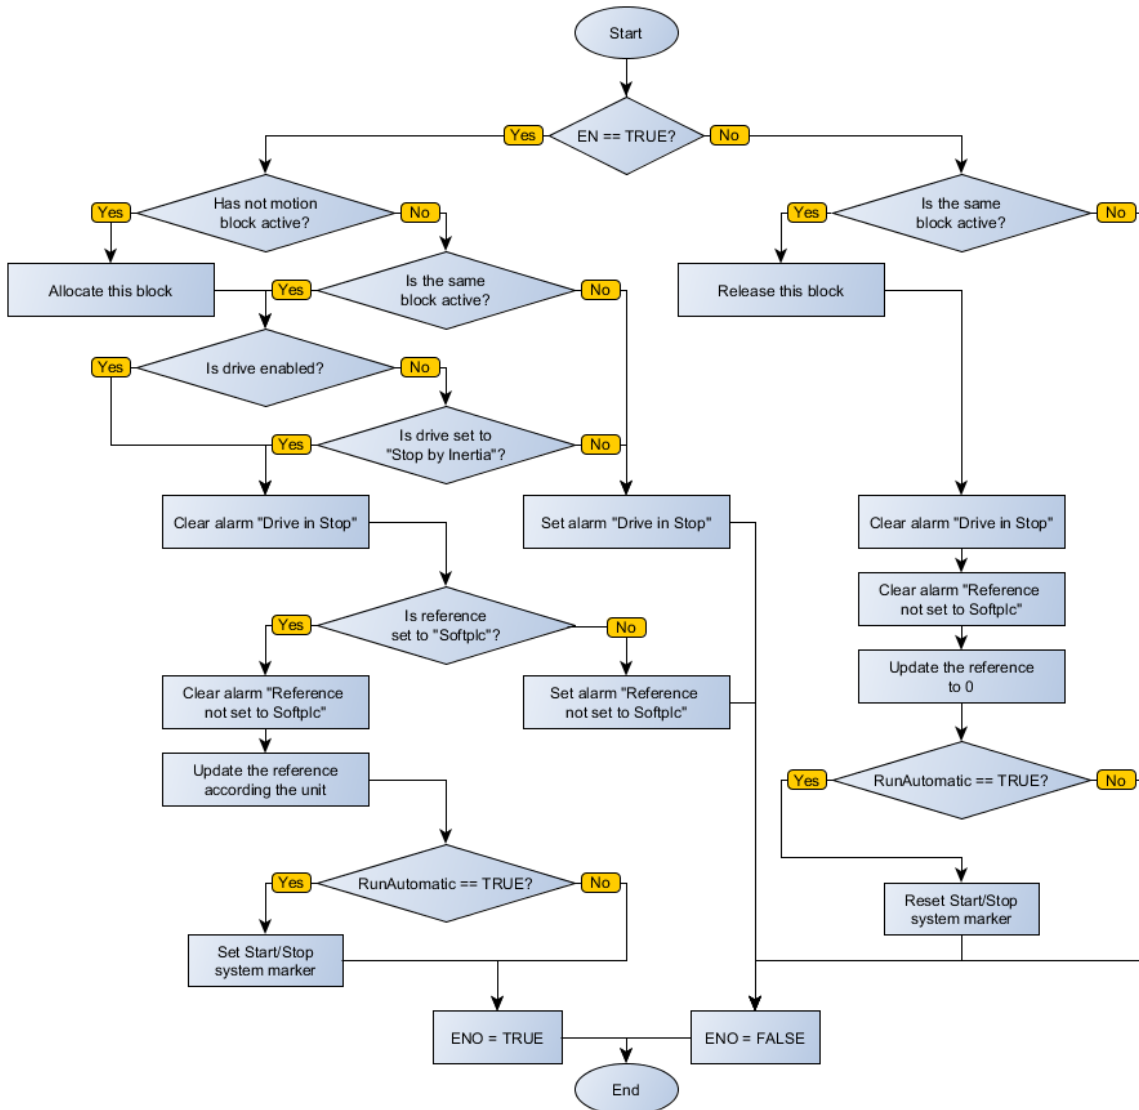 Start
EN == TRUE?
Yes
No
Has not motion
block active?
Yes
No
Is the same
block active?
Yes
No
Allocate this block
Is the same
block active?
Yes
No
Release this block
Is drive enabled?
Yes
No
Is drive set to
"Stop by Inertia"?
Yes
No
Clear alarm "Drive in Stop"
Set alarm "Drive in Stop"
Clear alarm "Drive in Stop"
Clear alarm "Reference
not set to Softplc"
Is reference
set to "Softplc"?
Yes
No
Update the reference
to 0
Clear alarm "Reference
not set to Softplc"
Set alarm "Reference
not set to Softplc"
Update the reference
according the unit
RunAutomatic == TRUE?
Yes
No
RunAutomatic == TRUE?
Yes
No
Reset Start/Stop
system marker
Set Start/Stop
system marker
ENO = TRUE
ENO = FALSE
End